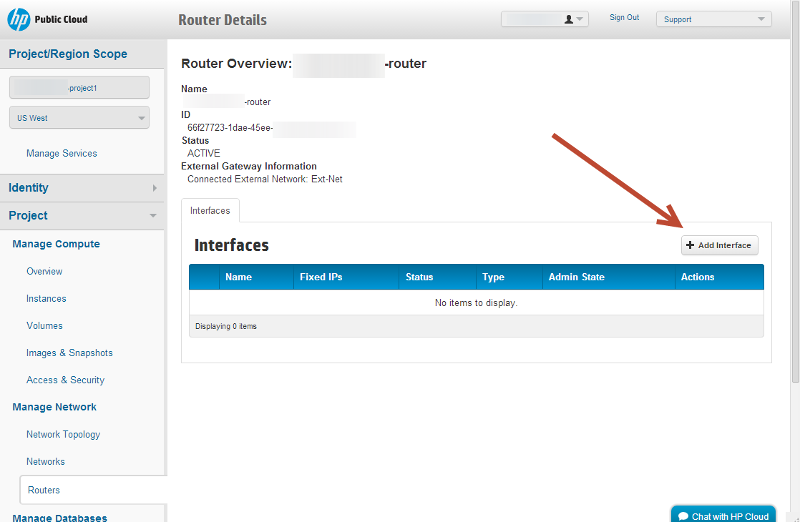 hp Public Cloud
Router Details
Sign Out
Support
Project/Region Scope
-project1
US West
Manage Services
Identity
Project
Manage Compute
Overview
Instances
Volumes
Images & Snapshots
Access & Security
Manage Network
Network Topology
Networks
Routers
Manage Databases
Router Overview: -router
Name
-router
ID
66f27723-1dae-45ee-
Status
ACTIVE
External Gateway Information
Connected External Network: Ext-Net
Interfaces
Interfaces
+ Add Interface
Name Fixed IPs Status Type Admin State Actions
No items to display.
Displaying 0 items
Chat with HP Cloud